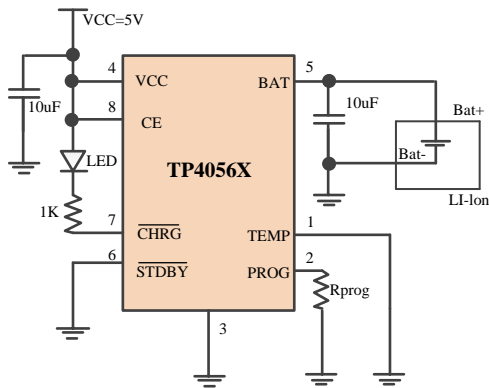 VCC=5V
4
VCC
5
BAT
10uF
8
CE
10uF
Bat+
Bat-
LED
TP4056X
LI-lon
1K
7
CHRG
1
TEMP
6
STDBY
2
PROG
Rprog
3